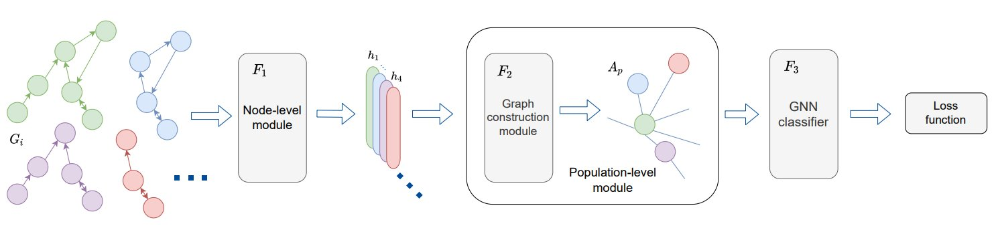 G_i
F_1
Node-level
module
h_1
h_4
F_2
Graph
construction
module
A_p
Population-level
module
F_3
GNN
classifier
Loss
function